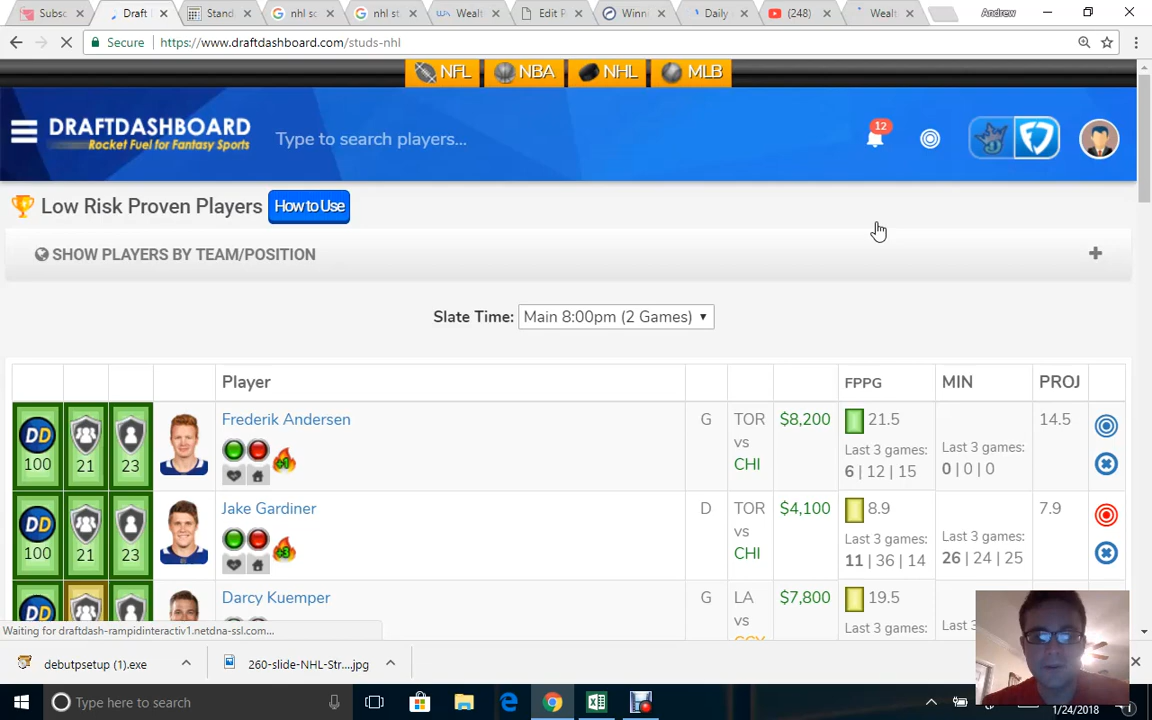 Subsc
Draft
Stand
nhl sc
nhl st
Wealt
Edit P
Winni
Daily
(248)
Wealt
Andrew
Secure
https://www.draftdashboard.com/studs-nhl
NFL
NBA
NHL
MLB
DRAFTDASHBOARD
Rocket Fuel for Fantasy Sports
Type to search players...
12
Low Risk Proven Players
How to Use
SHOW PLAYERS BY TEAM/POSITION
+
Slate Time: Main 8:00pm (2 Games)
Player
FPPG
MIN
PROJ
DD
100
21
23
Frederik Andersen
+1
G
TOR
vs
CHI
$8,200
21.5
Last 3 games:
6 | 12 | 15
Last 3 games:
0 | 0 | 0
14.5
DD
100
21
23
Jake Gardiner
+3
D
TOR
vs
CHI
$4,100
8.9
Last 3 games:
11 | 36 | 14
Last 3 games:
26 | 24 | 25
7.9
DD
Darcy Kuemper
G
LA
vs
CGY
$7,800
19.5
Last 3 games:
Last 3
Waiting for draftdash-rampidinteractiv1.netdna-ssl.com...
debutpsetup (1).exe
260-slide-NHL-Str....jpg
Type here to search
1/24/2018